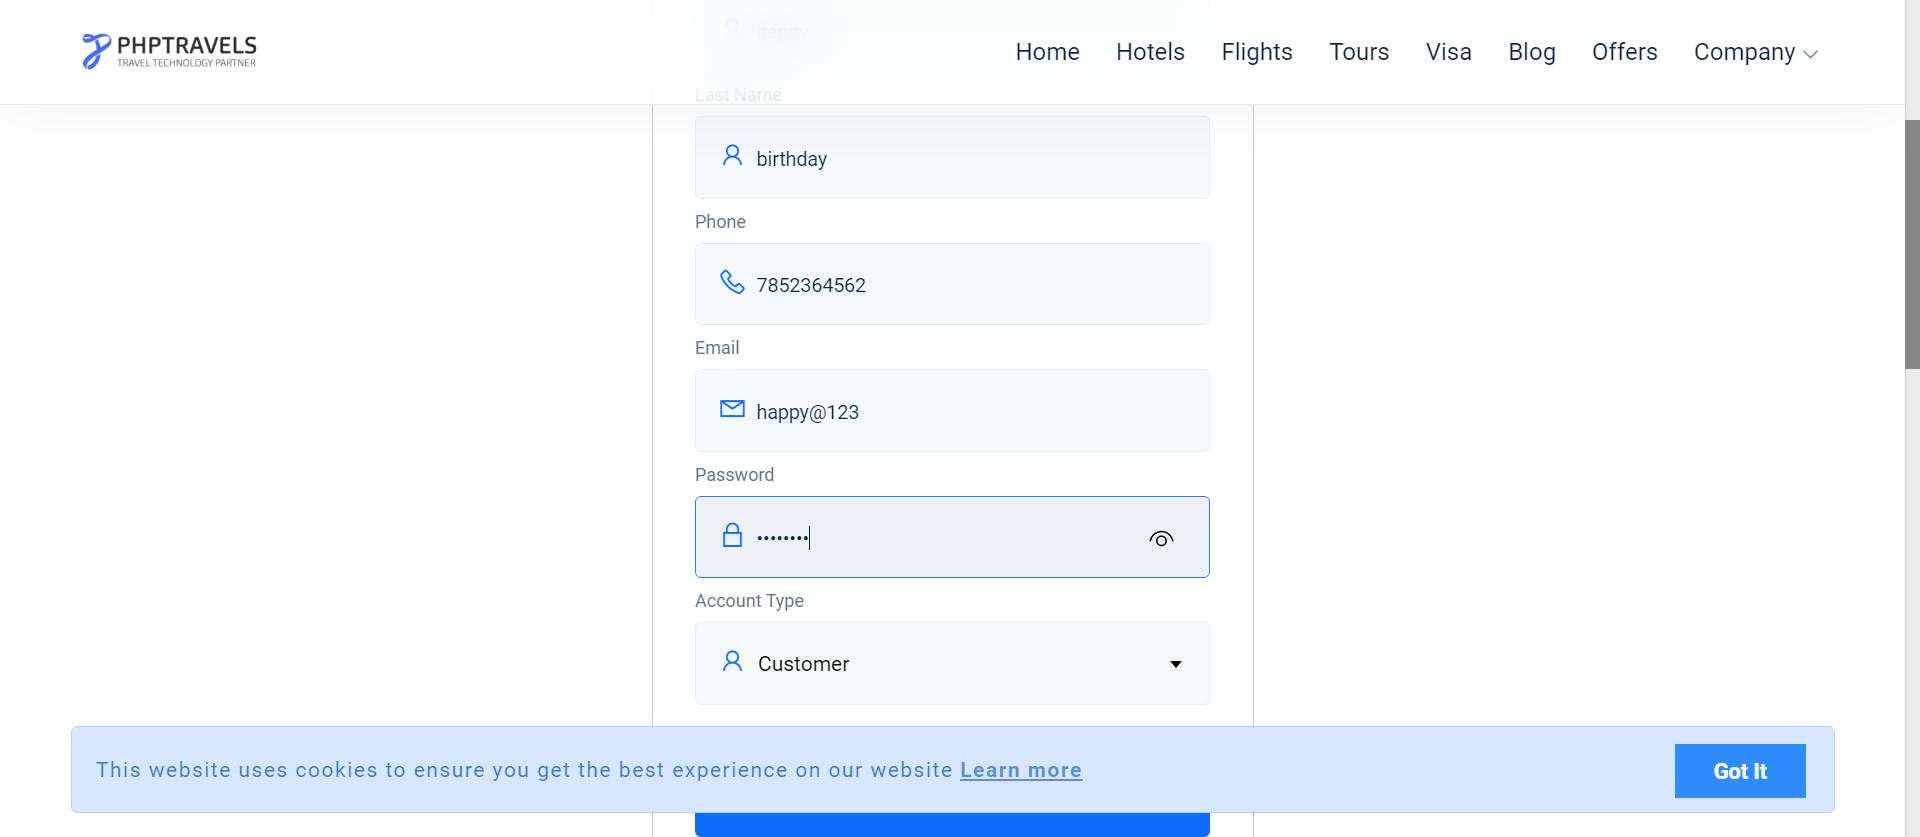 PHPTRAVELS
TRAVEL TECHNOLOGY PARTNER
Home Hotels Flights Tours Visa Blog Offers Company
happy
Last Name
birthday
Phone
7852364562
Email
happy@123
Password
••••••••
Account Type
Customer
This website uses cookies to ensure you get the best experience on our website Learn more
Got It